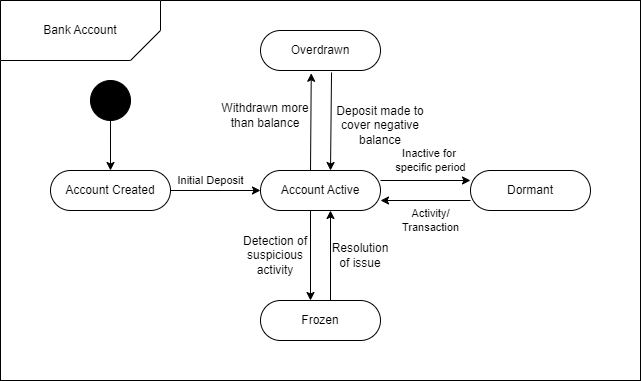 Bank Account
Overdrawn
Withdrawn more
than balance
Deposit made to
cover negative
balance
Account Created
Initial Deposit
Account Active
Inactive for
specific period
Dormant
Activity/
Transaction
Detection of
suspicious
activity
Resolution
of issue
Frozen